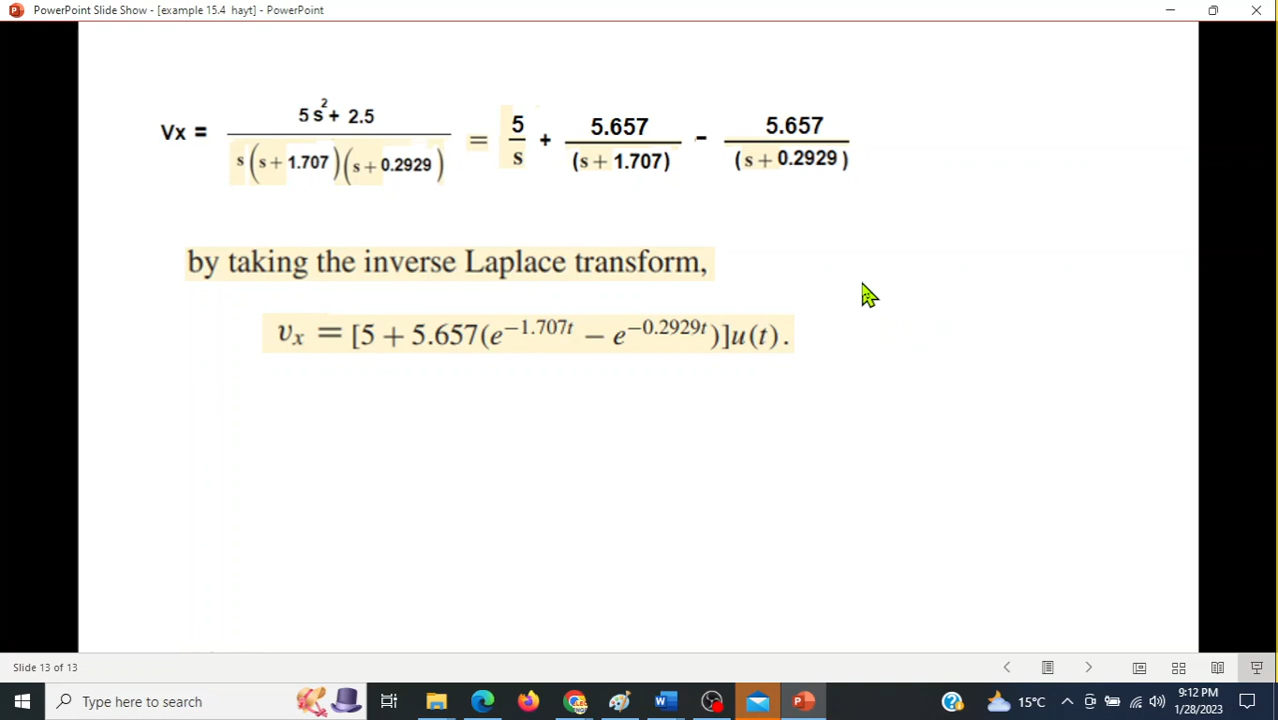 PowerPoint Slide Show - [example 15.4 hayt] - PowerPoint
Vx = 5 s² + 2.5 / s(s + 1.707)(s + 0.2929) = 5/s + 5.657/(s + 1.707) - 5.657/(s + 0.2929)
by taking the inverse Laplace transform,
vₓ = [5 + 5.657(e^−1.707t − e^−0.2929t)]u(t).
Slide 13 of 13
Type here to search
15°C
9:12 PM
1/28/2023